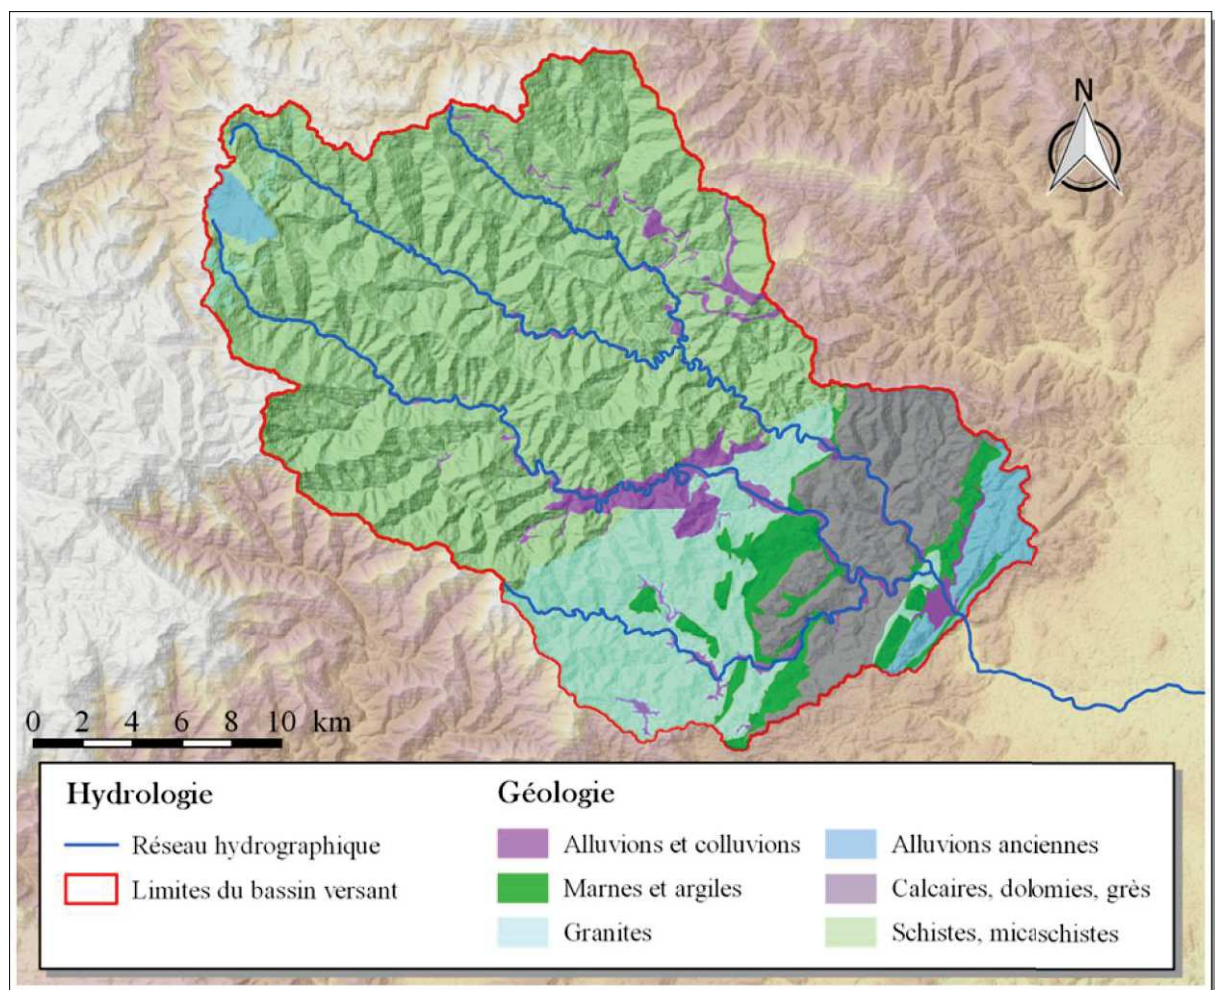 N
0 2 4 6 8 10 km
Hydrologie
Réseau hydrographique
Limites du bassin versant
Géologie
Alluvions et colluvions
Marnes et argiles
Granites
Alluvions anciennes
Calcaires, dolomies, grès
Schistes, micaschistes